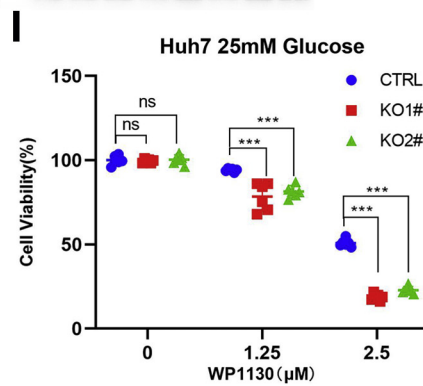 I
Huh7 25mM Glucose
CTRL
KO1#
KO2#
Cell Viability(%)
150
100
50
0
ns
ns
***
***
***
***
0
1.25
2.5
WP1130(μM)